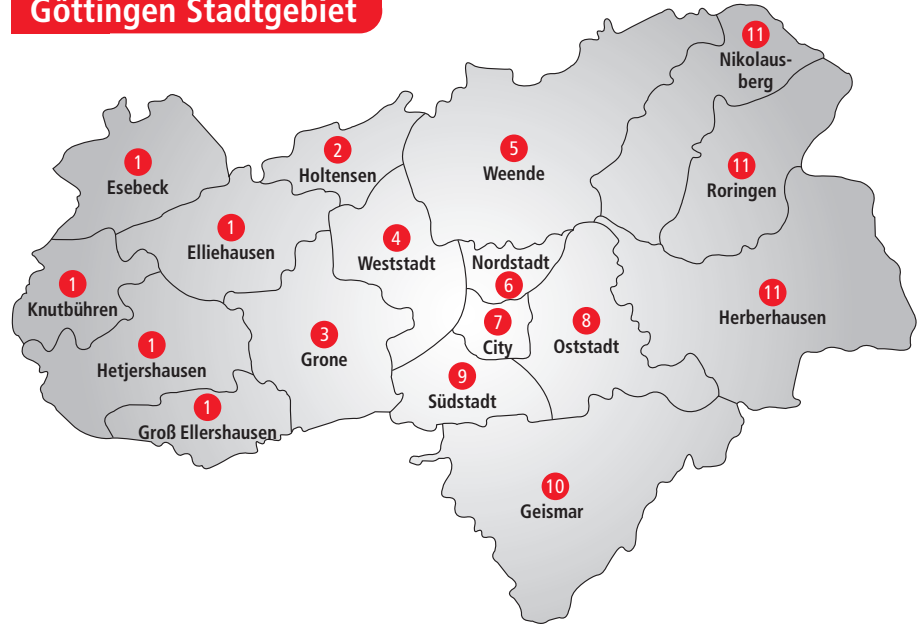 Göttingen Stadtgebiet
11
Nikolaus-
berg
2
Holtensen
5
Weende
1
Esebeck
11
Roringen
1
Elliehausen
4
Weststadt
Nordstadt
6
1
Knutbühren
11
Herberhausen
7
City
8
Oststadt
3
Grone
1
Hetjershausen
9
Südstadt
1
Groß Ellershausen
10
Geismar